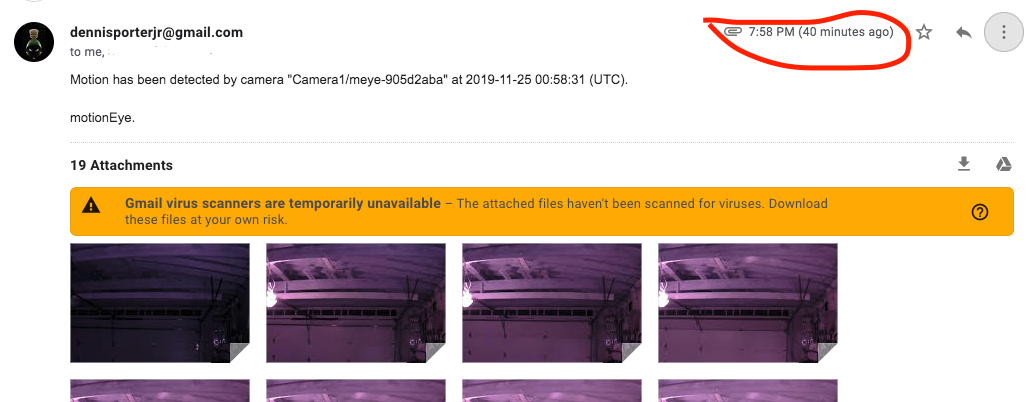 dennisporterjr@gmail.com
7:58 PM (40 minutes ago)
to me,
Motion has been detected by camera "Camera1/meye-905d2aba" at 2019-11-25 00:58:31 (UTC).
motionEye.
19 Attachments
Gmail virus scanners are temporarily unavailable – The attached files haven't been scanned for viruses. Download
these files at your own risk.